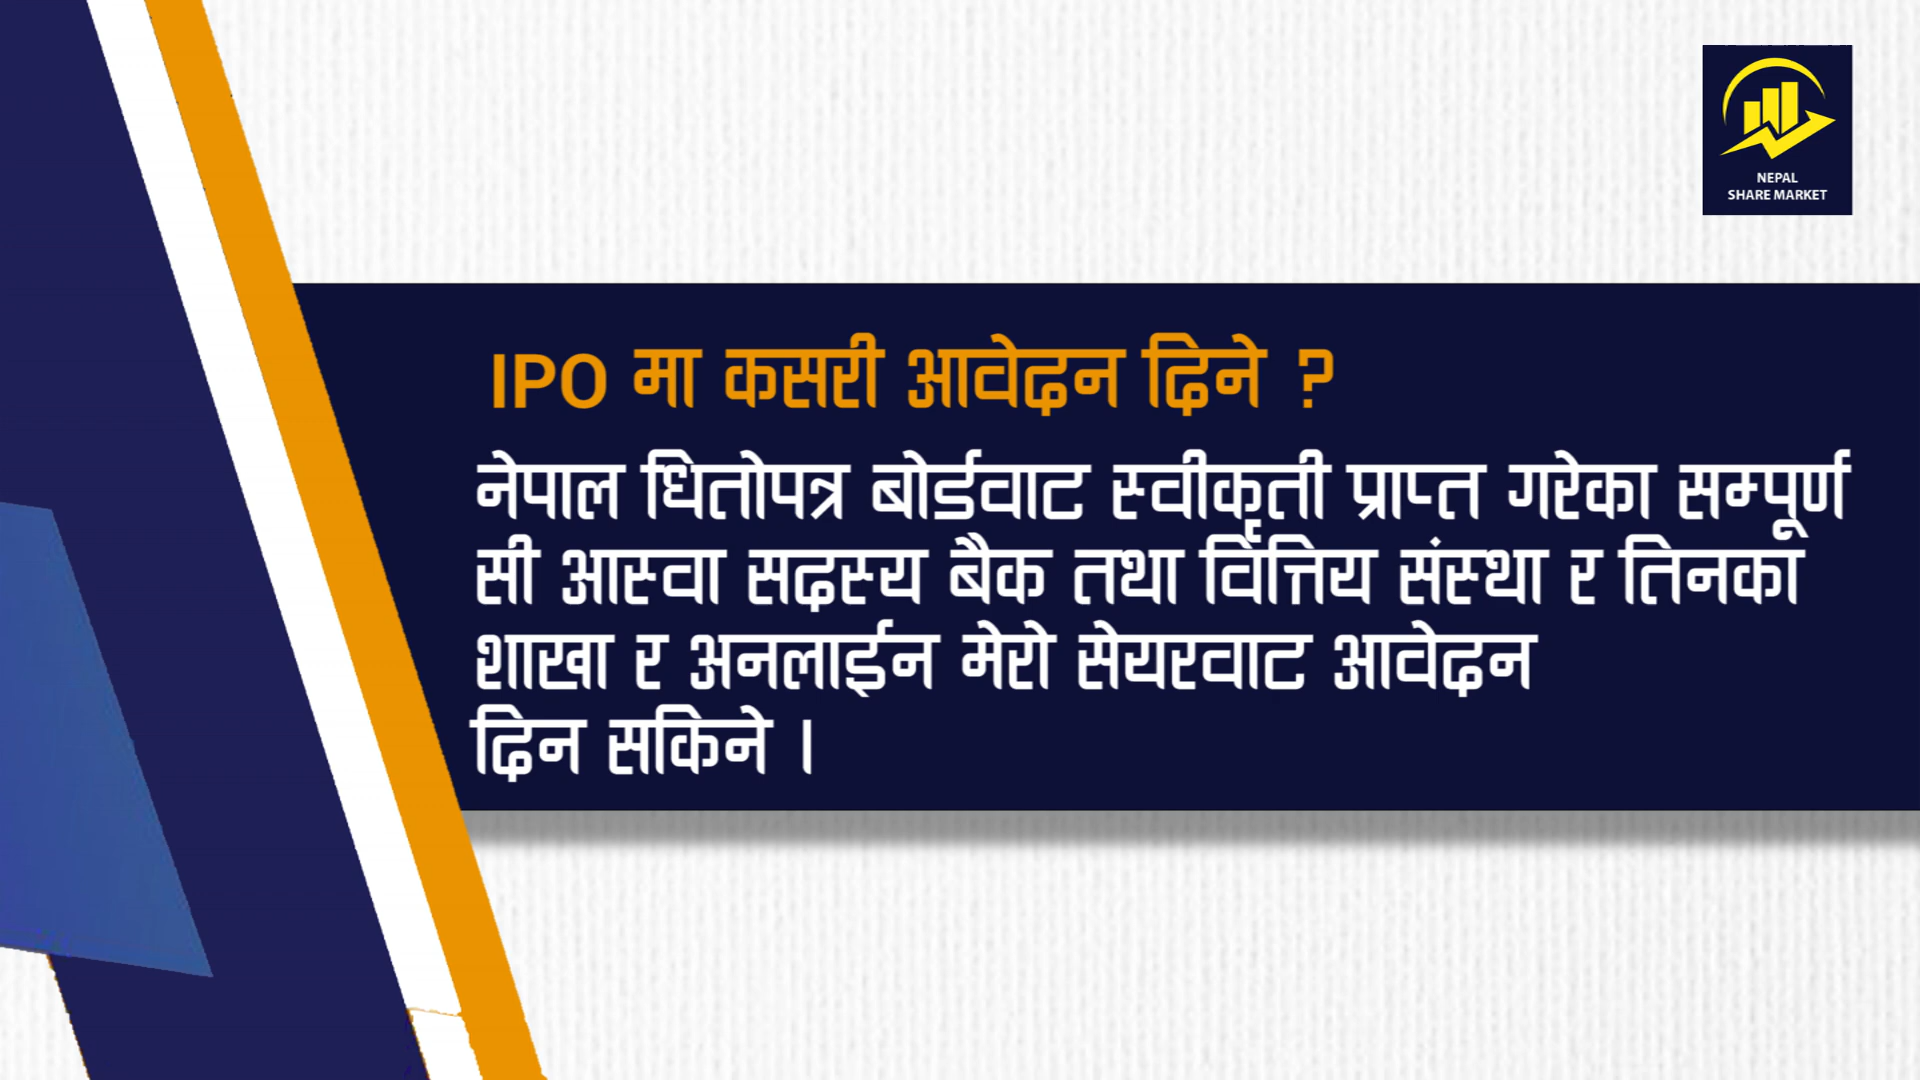 NEPAL
SHARE MARKET
IPO मा कसरी आवेदन दिने ?
नेपाल धितोपत्र बोर्डवाट स्वीकृती प्राप्त गरेका सम्पूर्ण
सी आस्वा सदस्य बैक तथा वित्तिय संस्था र तिनका
शाखा र अनलाईन मेरो सेयरवाट आवेदन
दिन सकिने ।